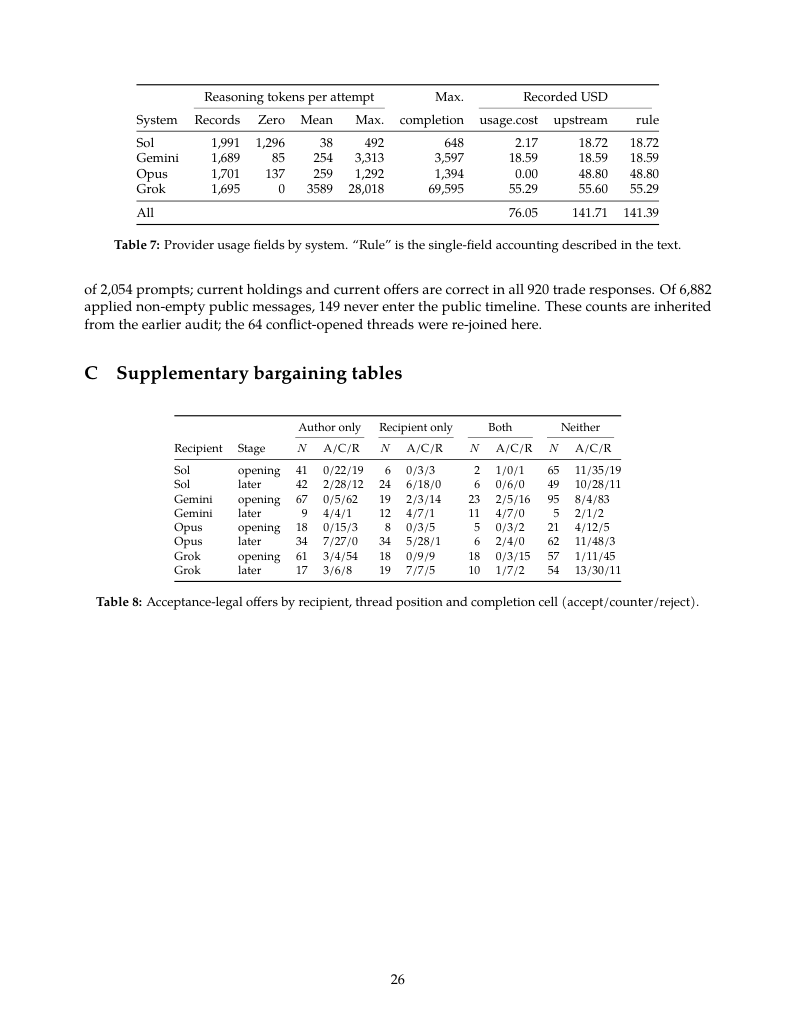 Reasoning tokens per attempt Max. Recorded USD
System Records Zero Mean Max. completion usage.cost upstream rule
Sol 1,991 1,296 38 492 648 2.17 18.72 18.72
Gemini 1,689 85 254 3,313 3,597 18.59 18.59 18.59
Opus 1,701 137 259 1,292 1,394 0.00 48.80 48.80
Grok 1,695 0 3589 28,018 69,595 55.29 55.60 55.29
All 76.05 141.71 141.39
Table 7: Provider usage fields by system. “Rule” is the single-field accounting described in the text.
of 2,054 prompts; current holdings and current offers are correct in all 920 trade responses. Of 6,882
applied non-empty public messages, 149 never enter the public timeline. These counts are inherited
from the earlier audit; the 64 conflict-opened threads were re-joined here.
C Supplementary bargaining tables
Author only Recipient only Both Neither
Recipient Stage N A/C/R N A/C/R N A/C/R N A/C/R
Sol opening 41 0/22/19 6 0/3/3 2 1/0/1 65 11/35/19
Sol later 42 2/28/12 24 6/18/0 6 0/6/0 49 10/28/11
Gemini opening 67 0/5/62 19 2/3/14 23 2/5/16 95 8/4/83
Gemini later 9 4/4/1 12 4/7/1 11 4/7/0 5 2/1/2
Opus opening 18 0/15/3 8 0/3/5 5 0/3/2 21 4/12/5
Opus later 34 7/27/0 34 5/28/1 6 2/4/0 62 11/48/3
Grok opening 61 3/4/54 18 0/9/9 18 0/3/15 57 1/11/45
Grok later 17 3/6/8 19 7/7/5 10 1/7/2 54 13/30/11
Table 8: Acceptance-legal offers by recipient, thread position and completion cell (accept/counter/reject).
26